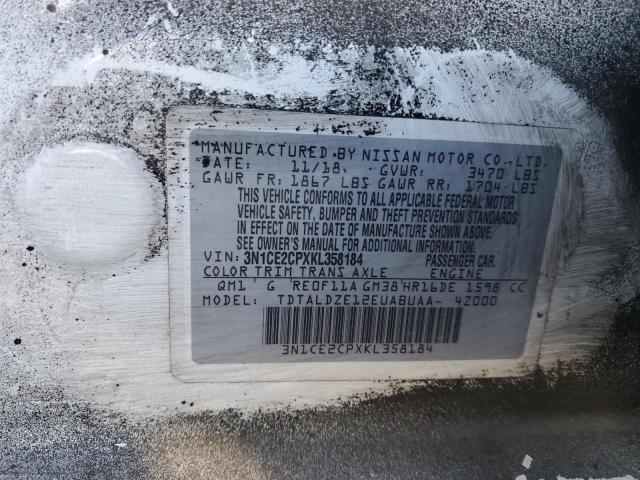 MANUFACTURED BY NISSAN MOTOR CO., LTD.
DATE: 11/18 GVWR: 3470 LBS
GAWR FR: 1867 LBS GAWR RR: 1704 LBS
THIS VEHICLE CONFORMS TO ALL APPLICABLE FEDERAL MOTOR
VEHICLE SAFETY, BUMPER AND THEFT PREVENTION STANDARDS
IN EFFECT ON THE DATE OF MANUFACTURE SHOWN ABOVE.
SEE OWNER'S MANUAL FOR ADDITIONAL INFORMATION.
VIN: 3N1CE2CPXKL358184 PASSENGER CAR.
COLOR TRIM TRANS AXLE ENGINE
QM1 G RE0F11A GM38 HR16DE 1598 CC
MODEL: TDTALDZE12EUABUAA- 42000
3N1CE2CPXKL358184